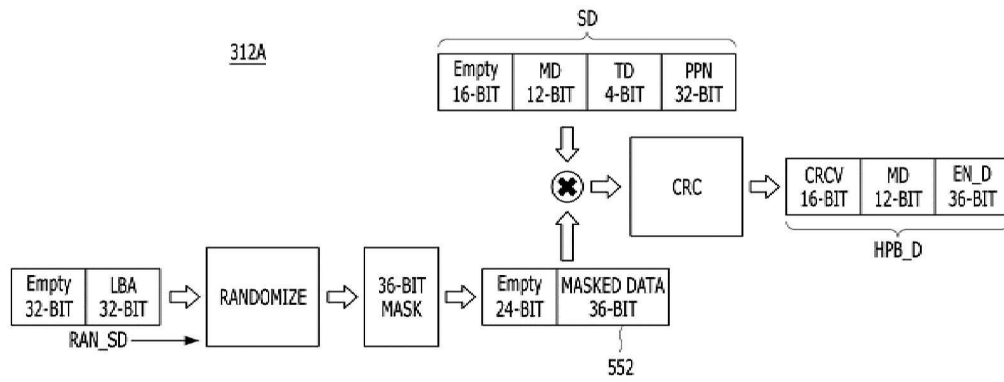 SD
312A
Empty MD TD PPN
16-BIT 12-BIT 4-BIT 32-BIT
CRC
CRCV MD EN_D
16-BIT 12-BIT 36-BIT
HPB_D
Empty LBA
32-BIT 32-BIT
RANDOMIZE
36-BIT
MASK
Empty MASKED DATA
24-BIT 36-BIT
RAN_SD
552